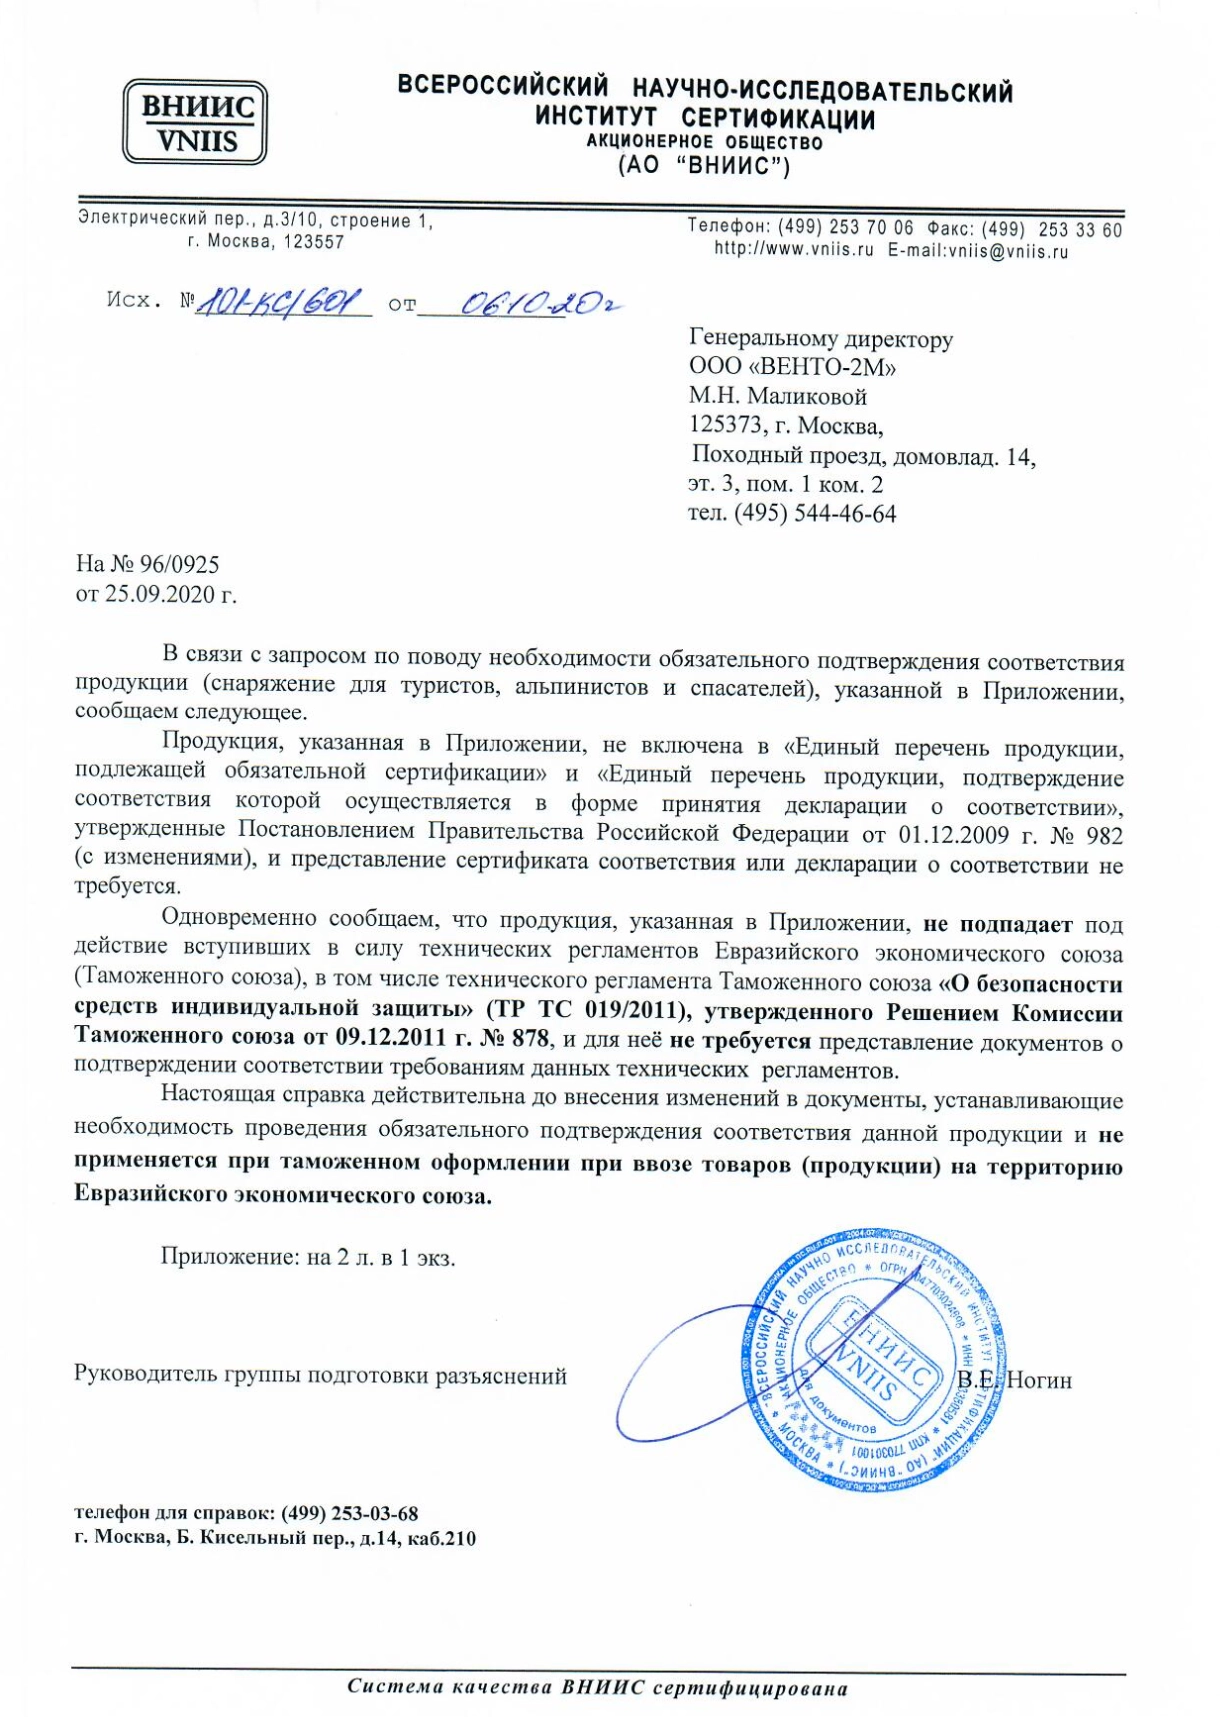 ВНИИС
VNIIS
ВСЕРОССИЙСКИЙ НАУЧНО-ИССЛЕДОВАТЕЛЬСКИЙ
ИНСТИТУТ СЕРТИФИКАЦИИ
АКЦИОНЕРНОЕ ОБЩЕСТВО
(АО “ВНИИС”)
Электрический пер., д.3/10, строение 1,
г. Москва, 123557
Телефон: (499) 253 70 06 Факс: (499) 253 33 60
http://www.vniis.ru E-mail:vniis@vniis.ru
Исх. № 101-КС/601 от 06.10.20г
Генеральному директору
ООО «ВЕНТО-2М»
М.Н. Маликовой
125373, г. Москва,
Походный проезд, домовлад. 14,
эт. 3, пом. 1 ком. 2
тел. (495) 544-46-64
На № 96/0925
от 25.09.2020 г.
В связи с запросом по поводу необходимости обязательного подтверждения соответствия
продукции (снаряжение для туристов, альпинистов и спасателей), указанной в Приложении,
сообщаем следующее.
Продукция, указанная в Приложении, не включена в «Единый перечень продукции,
подлежащей обязательной сертификации» и «Единый перечень продукции, подтверждение
соответствия которой осуществляется в форме принятия декларации о соответствии»,
утвержденные Постановлением Правительства Российской Федерации от 01.12.2009 г. № 982
(с изменениями), и представление сертификата соответствия или декларации о соответствии не
требуется.
Одновременно сообщаем, что продукция, указанная в Приложении, не подпадает под
действие вступивших в силу технических регламентов Евразийского экономического союза
(Таможенного союза), в том числе технического регламента Таможенного союза «О безопасности
средств индивидуальной защиты» (ТР ТС 019/2011), утвержденного Решением Комиссии
Таможенного союза от 09.12.2011 г. № 878, и для неё не требуется представление документов о
подтверждении соответствии требованиям данных технических регламентов.
Настоящая справка действительна до внесения изменений в документы, устанавливающие
необходимость проведения обязательного подтверждения соответствия данной продукции и не
применяется при таможенном оформлении при ввозе товаров (продукции) на территорию
Евразийского экономического союза.
Приложение: на 2 л. в 1 экз.
Руководитель группы подготовки разъяснений
В.Е. Ногин
"ВСЕРОССИЙСКИЙ НАУЧНО ИССЛЕДОВАТЕЛЬСКИЙ ИНСТИТУТ СЕРТИФИКАЦИИ" (АО "ВНИИС") * МОСКВА *
АКЦИОНЕРНОЕ ОБЩЕСТВО * ОГРН * ИНН * КПП 770301001
ВНИИС
VNIIS
для документов
телефон для справок: (499) 253-03-68
г. Москва, Б. Кисельный пер., д.14, каб.210
Система качества ВНИИС сертифицирована